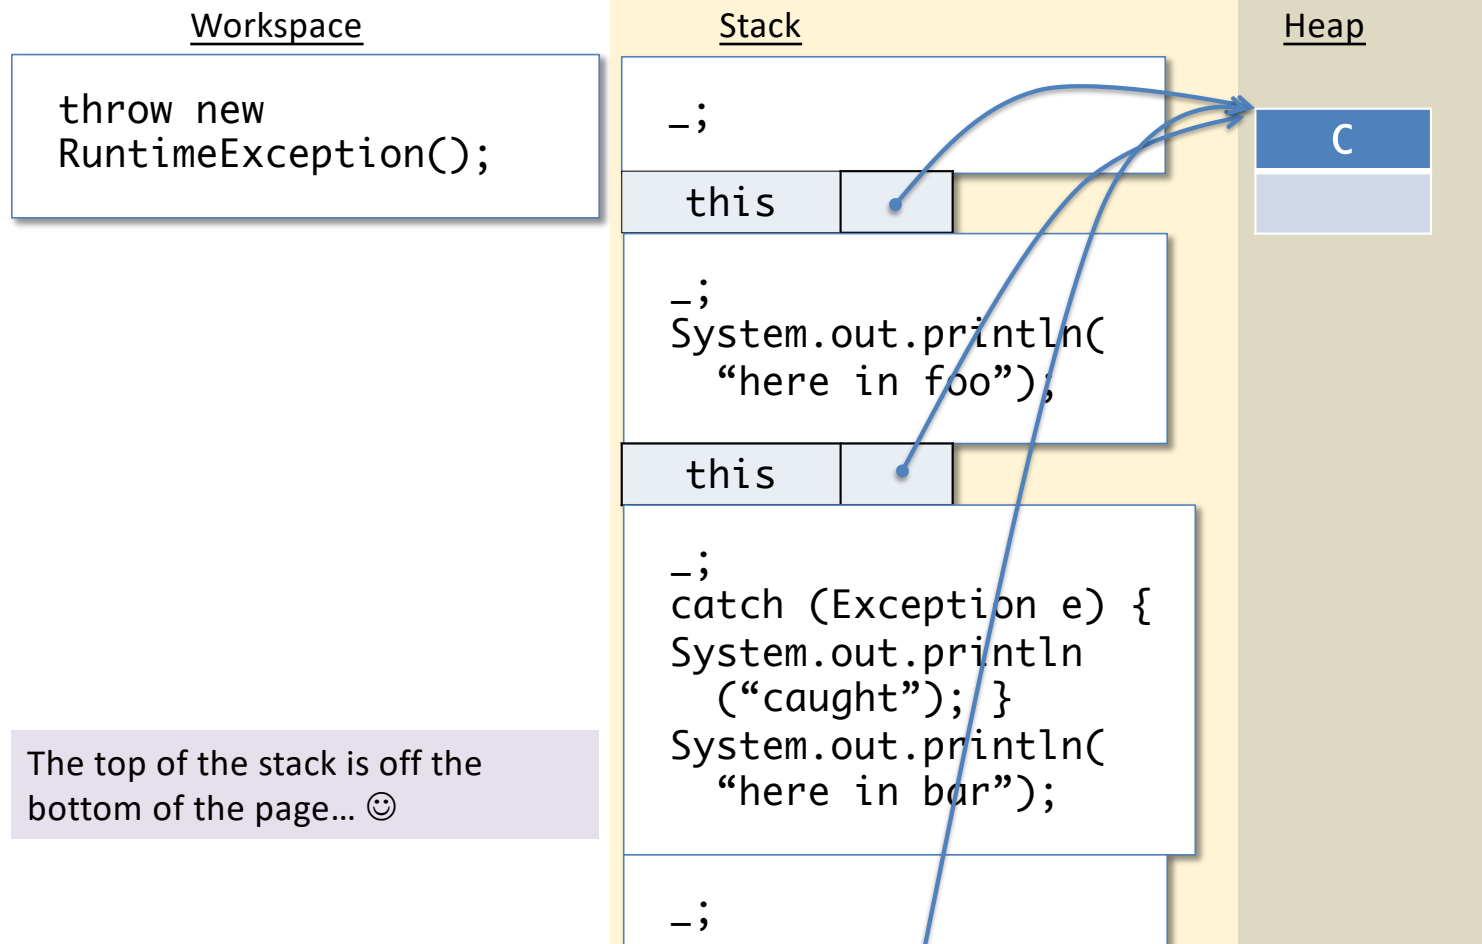 Workspace
Stack
Heap
throw new
RuntimeException();
_;
this
_;
System.out.println(
“here in foo”);
this
_;
catch (Exception e) {
System.out.println
(“caught”); }
System.out.println(
“here in bar”);
_;
C
The top of the stack is off the
bottom of the page… ☺